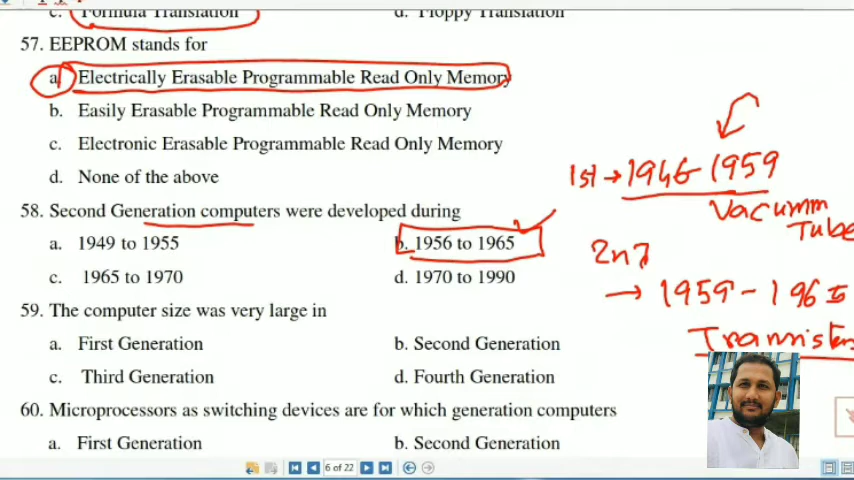 c. Formula Translation d. Floppy Translation
57. EEPROM stands for
a. Electrically Erasable Programmable Read Only Memory
b. Easily Erasable Programmable Read Only Memory
c. Electronic Erasable Programmable Read Only Memory
d. None of the above
1st → 1946-1959
Vacumm
Tube
58. Second Generation computers were developed during
a. 1949 to 1955 b. 1956 to 1965
c. 1965 to 1970 d. 1970 to 1990
2nd
→ 1959-1965
Transistors
59. The computer size was very large in
a. First Generation b. Second Generation
c. Third Generation d. Fourth Generation
60. Microprocessors as switching devices are for which generation computers
a. First Generation b. Second Generation
6 of 22